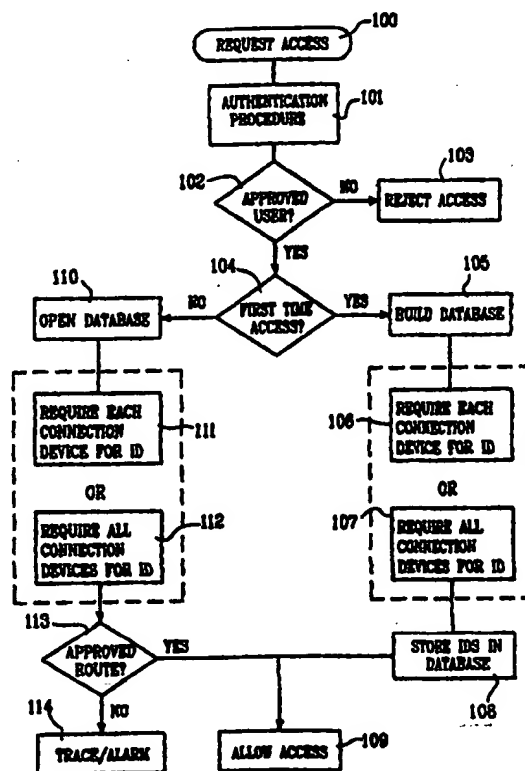 REQUEST ACCESS
100
AUTHENTICATION
PROCEDURE
101
102
APPROVED
USER?
NO
103
REJECT ACCESS
YES
104
FIRST TIME
ACCESS?
NO
YES
110
OPEN DATABASE
105
BUILD DATABASE
REQUIRE EACH
CONNECTION
DEVICE FOR ID
111
OR
REQUIRE ALL
CONNECTION
DEVICES FOR ID
112
106
REQUIRE EACH
CONNECTION
DEVICE FOR ID
OR
107
REQUIRE ALL
CONNECTION
DEVICES FOR ID
113
APPROVED
ROUTE?
YES
NO
STORE IDS IN
DATABASE
108
114
TRACE/ALARM
ALLOW ACCESS
109